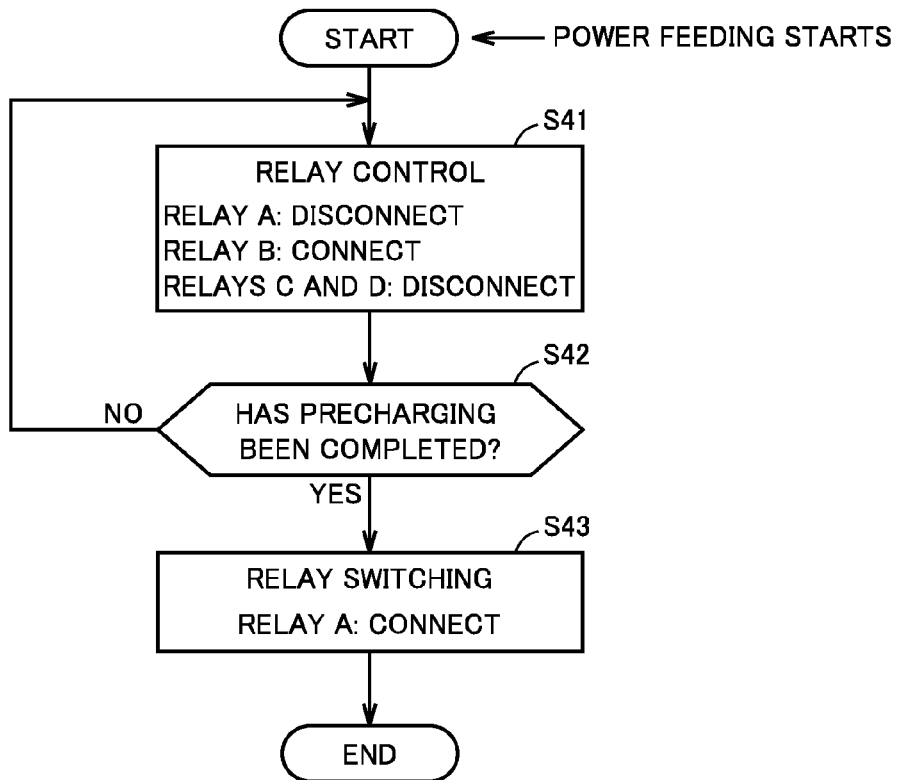 START
POWER FEEDING STARTS
S41
RELAY CONTROL
RELAY A: DISCONNECT
RELAY B: CONNECT
RELAYS C AND D: DISCONNECT
S42
HAS PRECHARGING
BEEN COMPLETED?
NO
YES
S43
RELAY SWITCHING
RELAY A: CONNECT
END